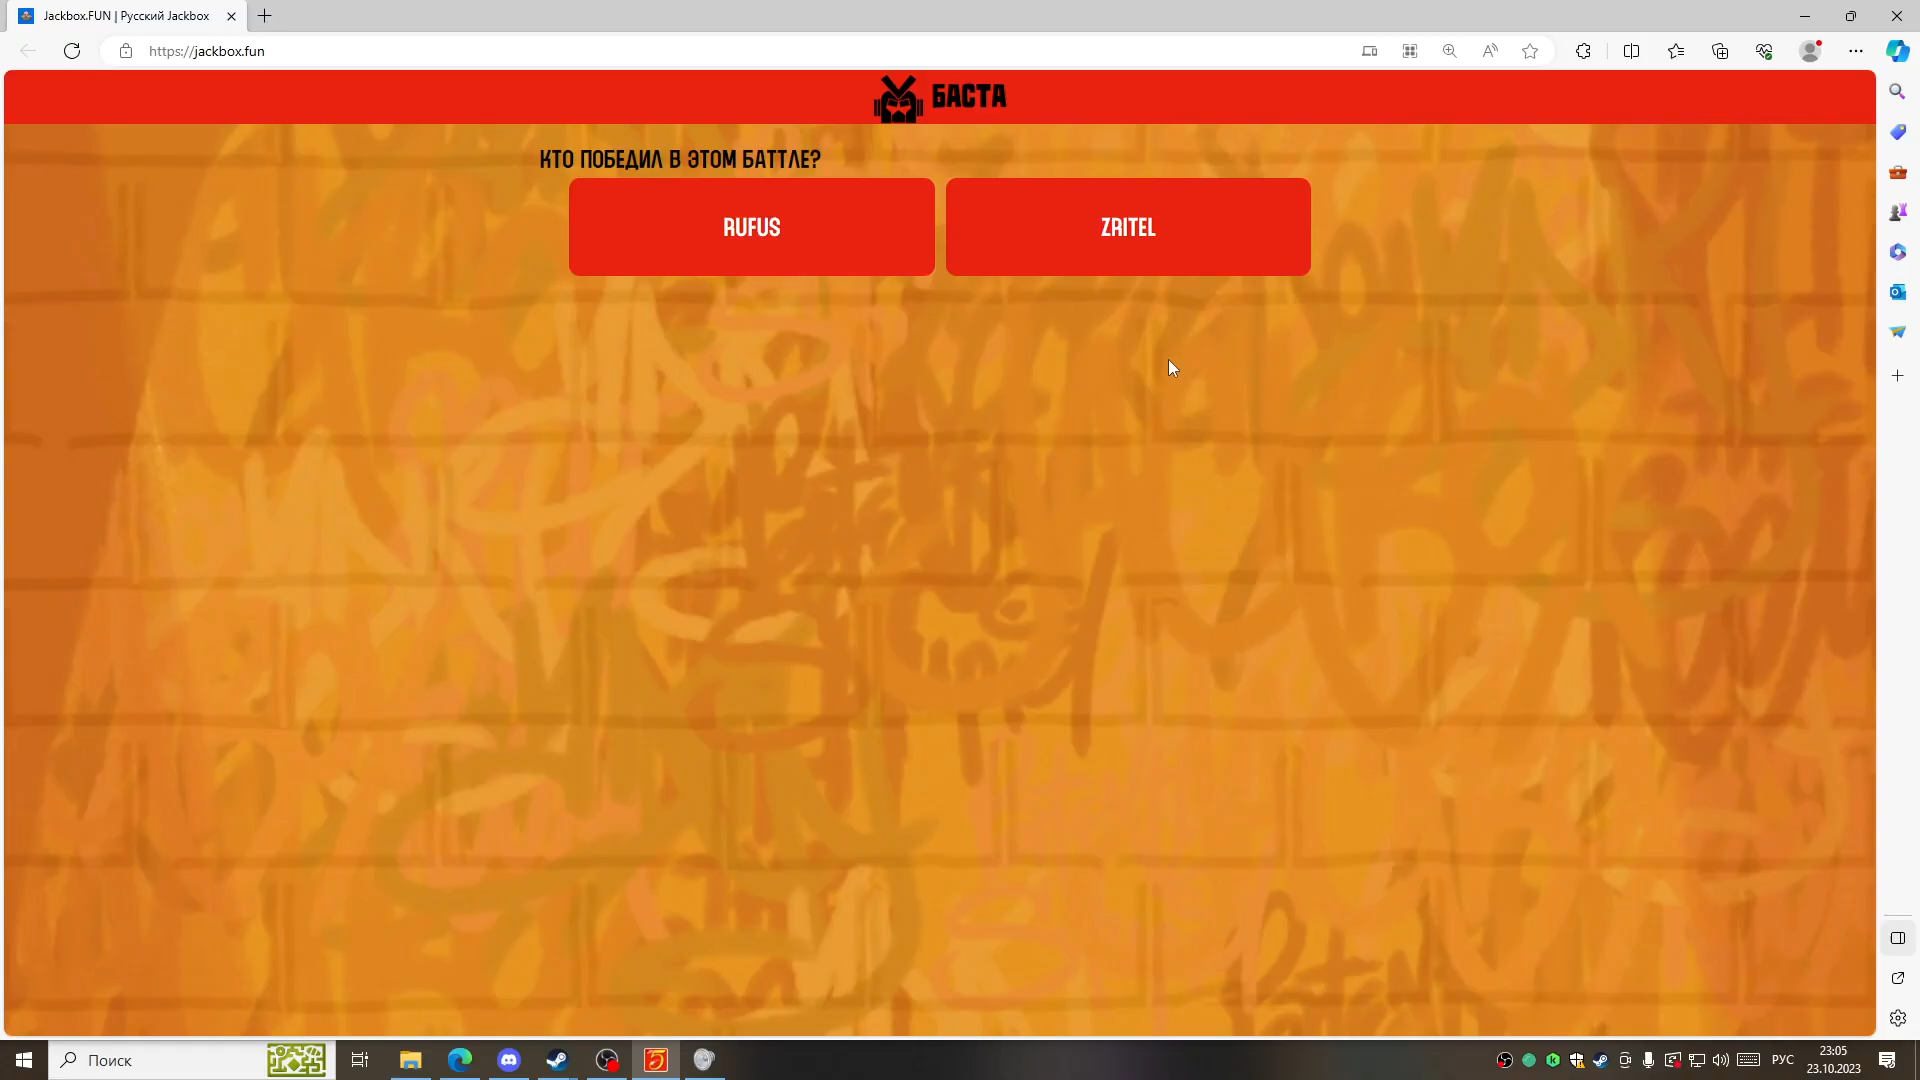 Jackbox.FUN | Русский Jackbox
https://jackbox.fun
БАСТА
КТО ПОБЕДИЛ В ЭТОМ БАТТЛЕ?
RUFUS
ZRITEL
Поиск
РУС
23:05
23.10.2023